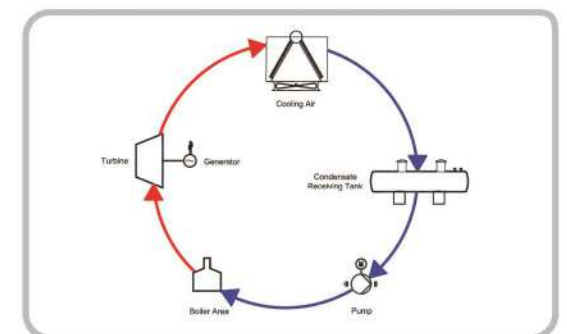 Cooling Air
Turbine
Generator
Condensate
Receiving Tank
Boiler Area
Pump